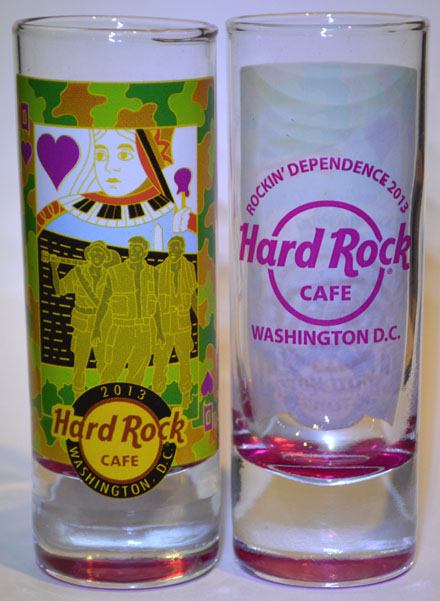 2013
Hard Rock
CAFE
WASHINGTON, D.C.
ROCKIN' DEPENDENCE 2013
Hard Rock
®
CAFE
WASHINGTON D.C.